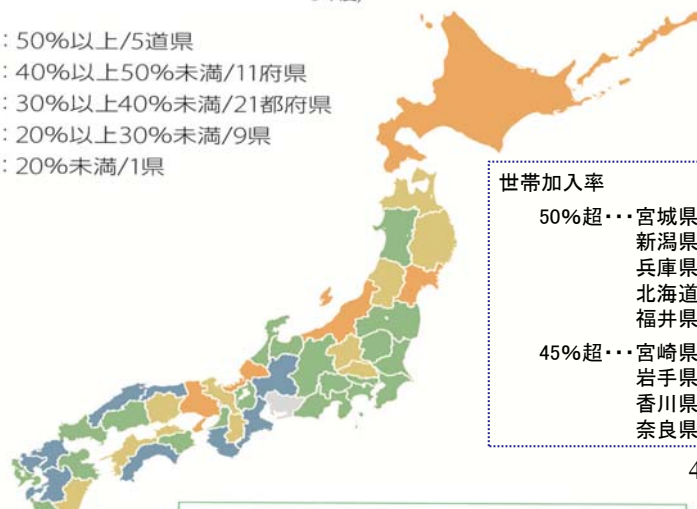 : 50%以上/5道県
: 40%以上50%未満/11府県
: 30%以上40%未満/21都府県
: 20%以上30%未満/9県
: 20%未満/1県
世帯加入率
50%超･･･宮城県
新潟県
兵庫県
北海道
福井県
45%超･･･宮崎県
岩手県
香川県
奈良県
4